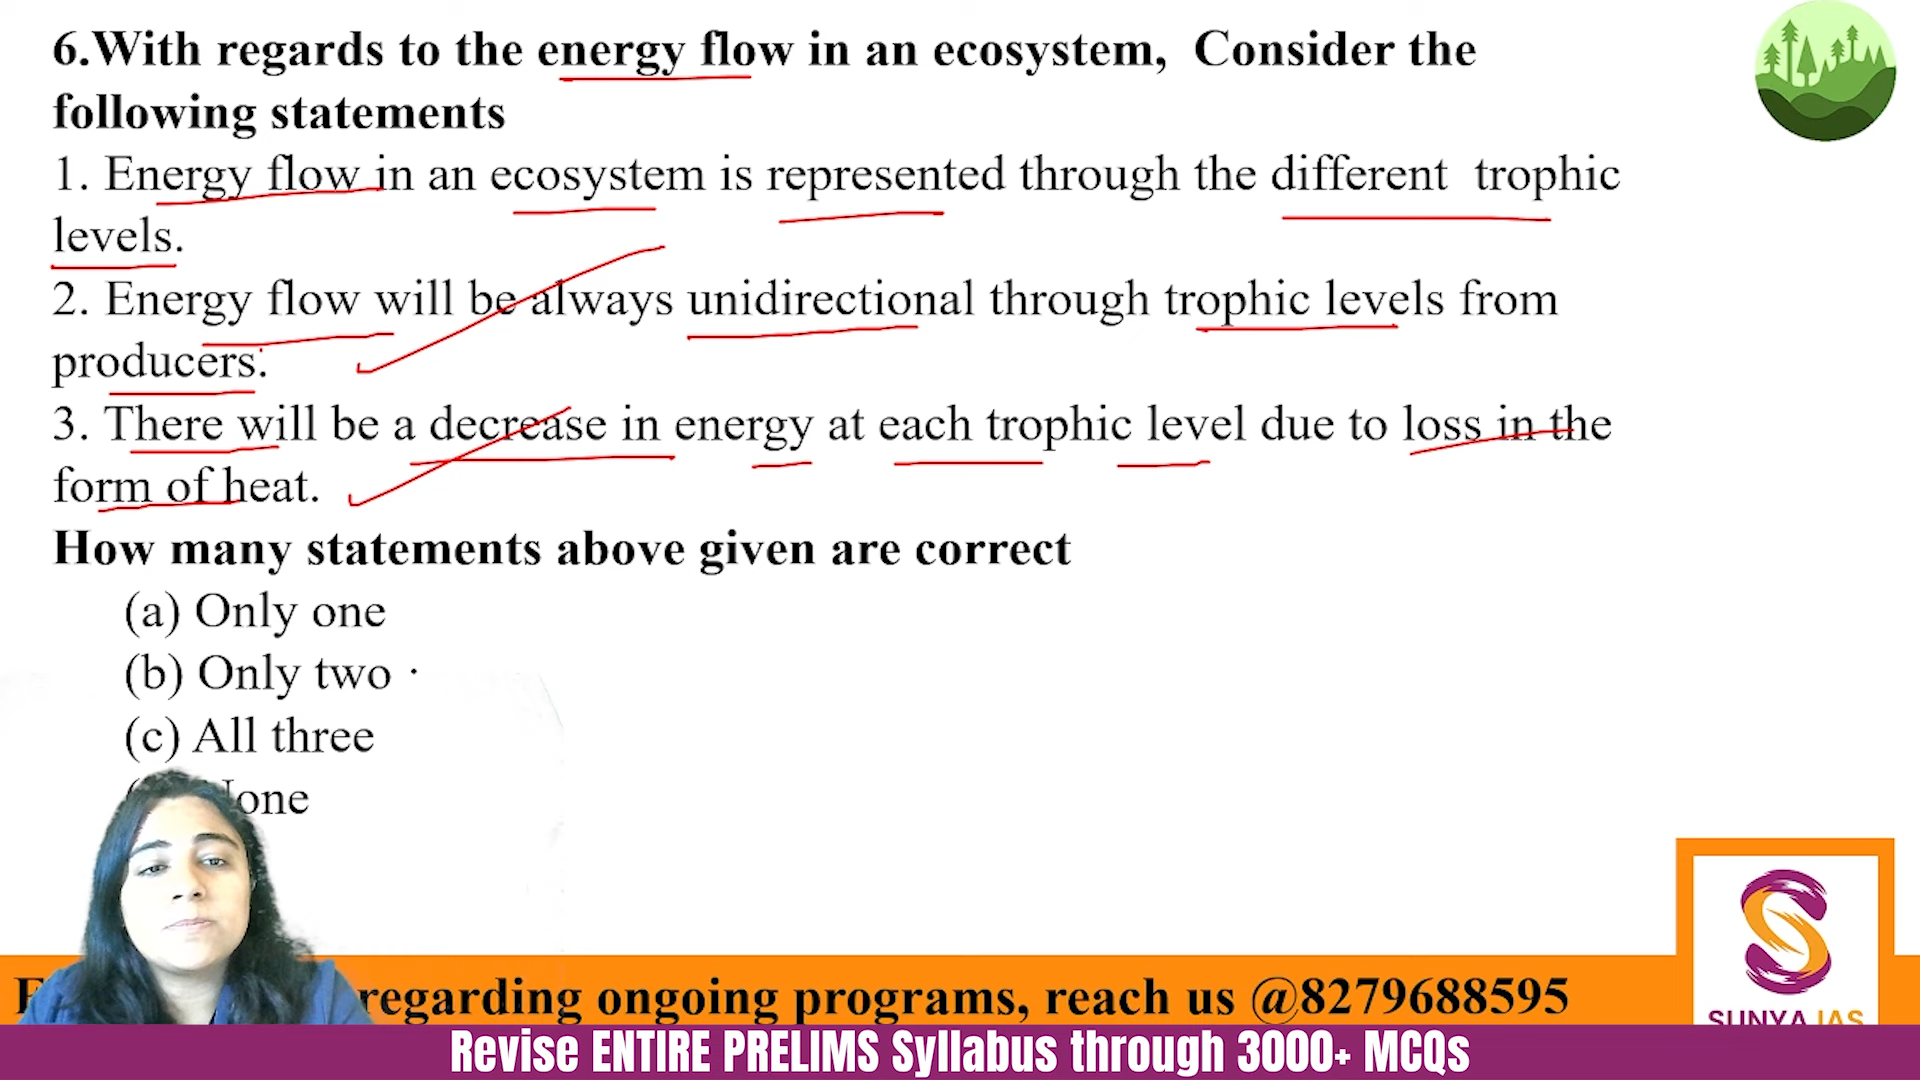 6.With regards to the energy flow in an ecosystem, Consider the
following statements
1. Energy flow in an ecosystem is represented through the different trophic
levels.
2. Energy flow will be always unidirectional through trophic levels from
producers.
3. There will be a decrease in energy at each trophic level due to loss in the
form of heat.
How many statements above given are correct
(a) Only one
(b) Only two
(c) All three
regarding ongoing programs, reach us @8279688595
SUNYA IAS
Revise ENTIRE PRELIMS Syllabus through 3000+ MCQs